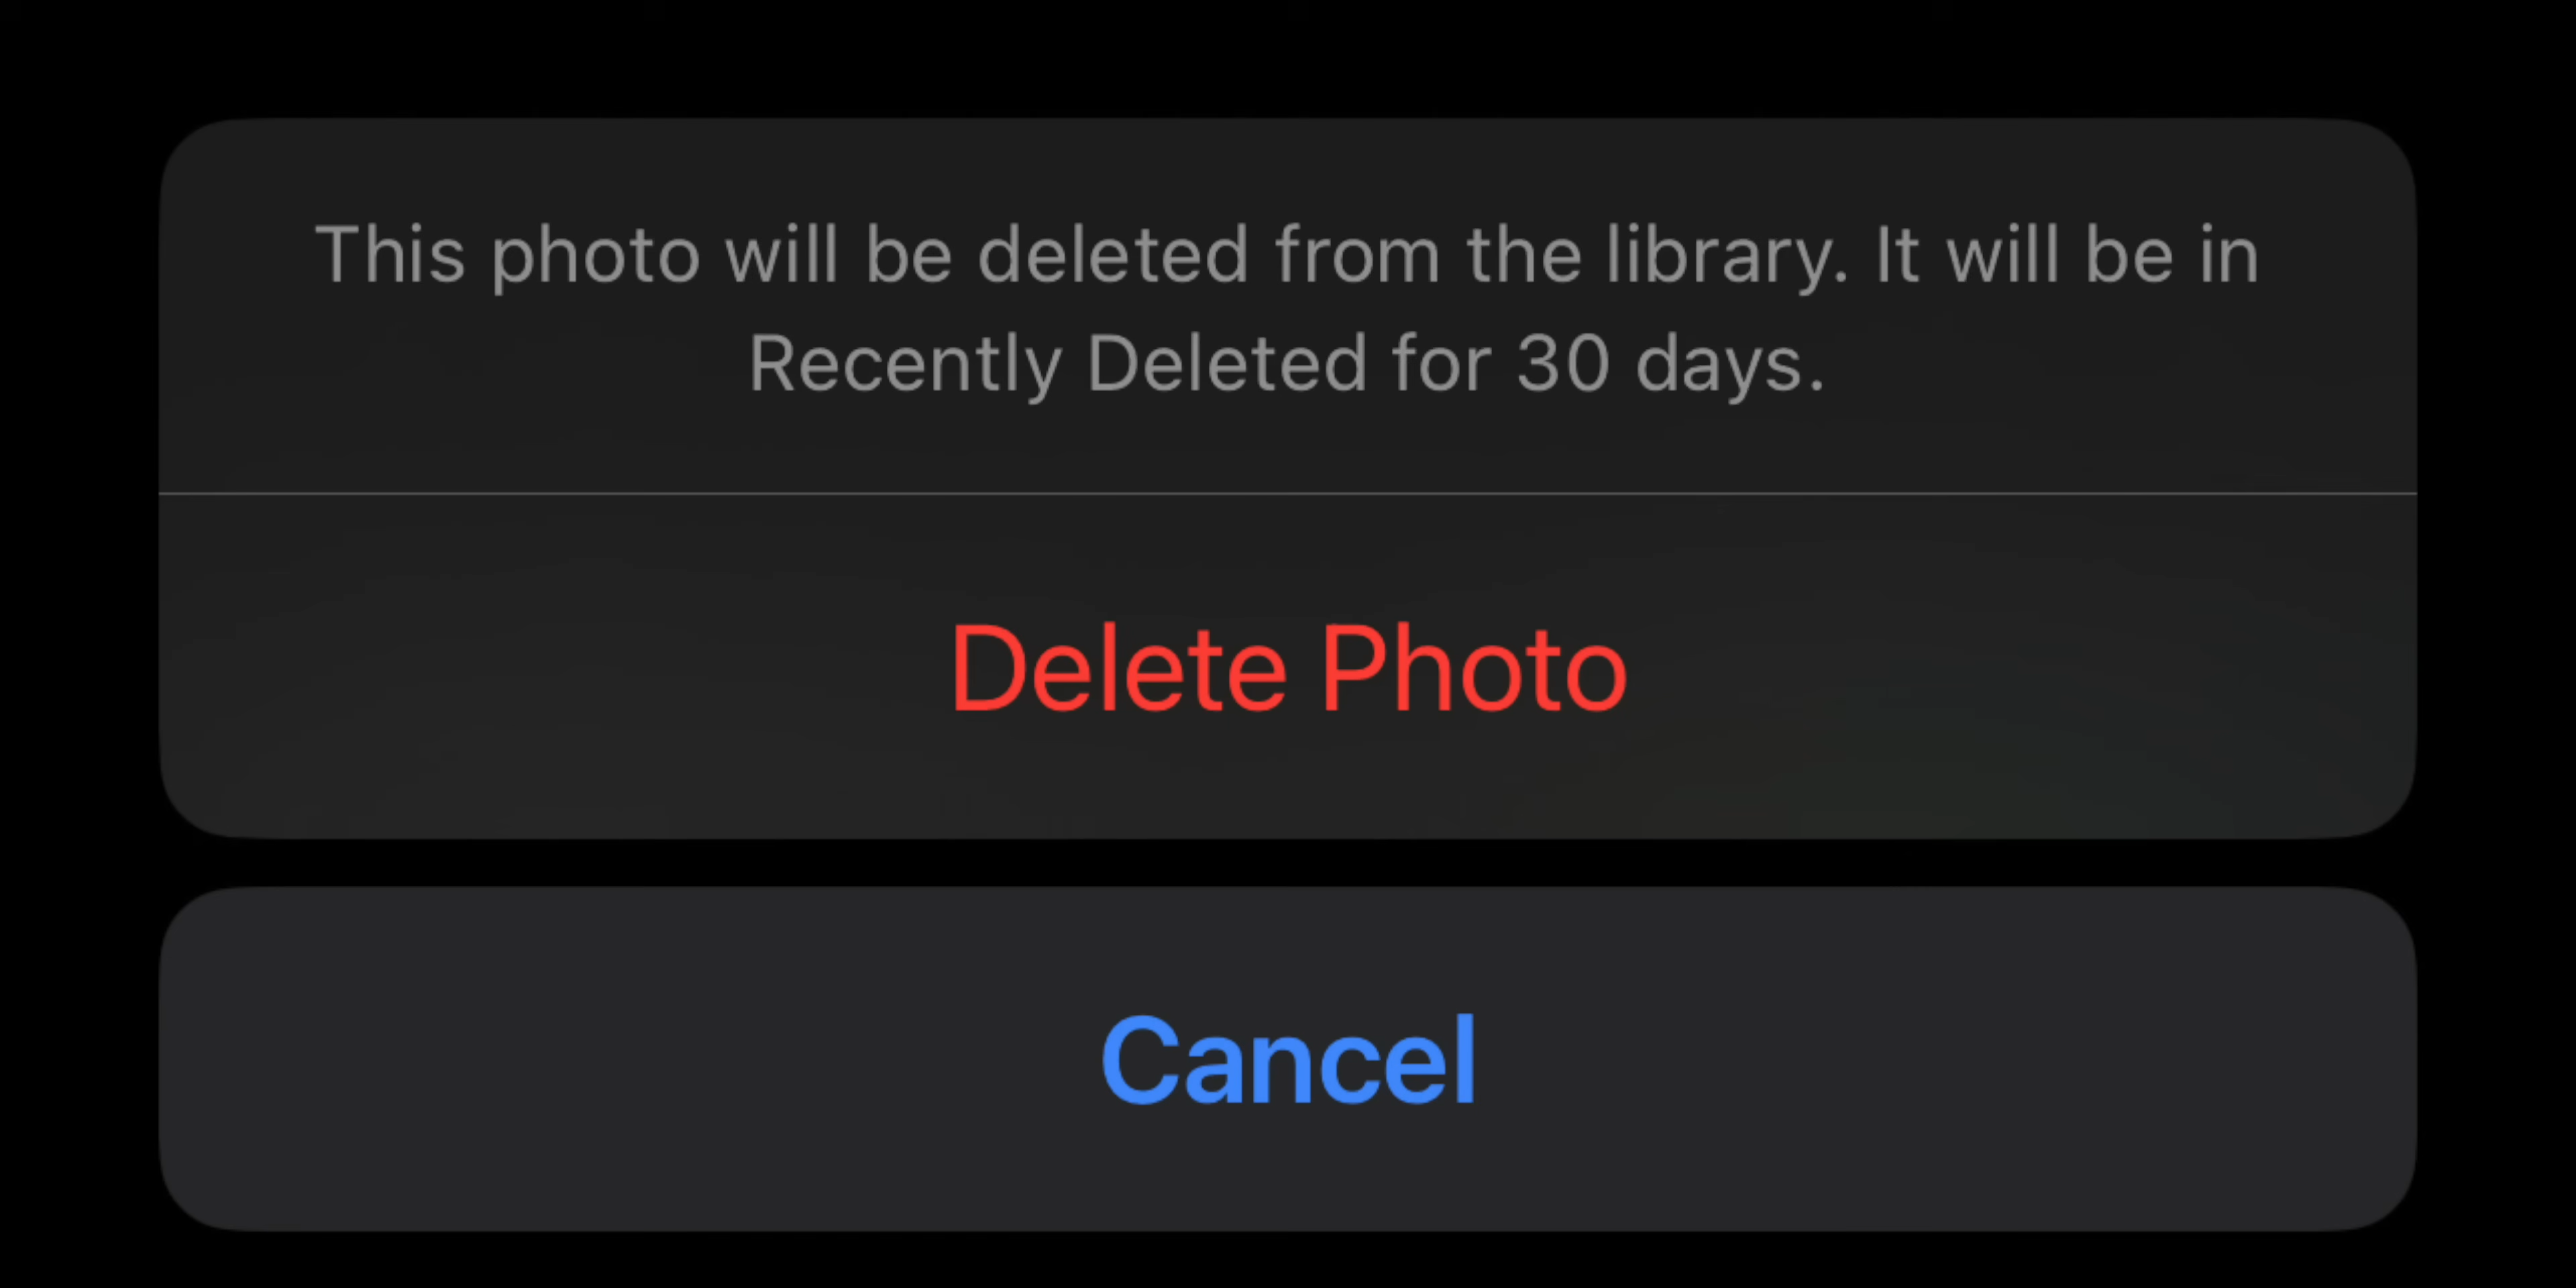 This photo will be deleted from the library. It will be in
Recently Deleted for 30 days.
Delete Photo
Cancel